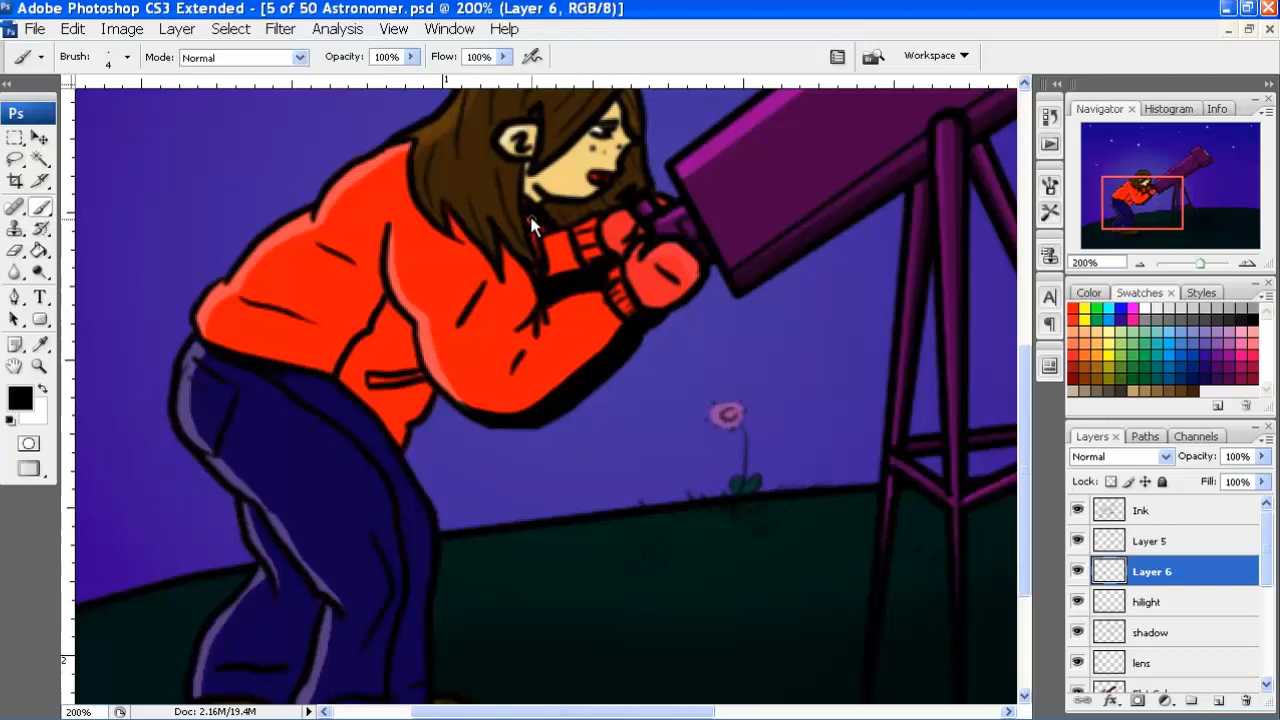 Adobe Photoshop CS3 Extended - [5 of 50 Astronomer.psd @ 200% (Layer 6, RGB/8)]
File Edit Image Layer Select Filter Analysis View Window Help
Brush: 4 Mode: Normal Opacity: 100% Flow: 100% Workspace
1
Ps
Navigator Histogram Info
200%
Color Swatches Styles
Layers Paths Channels
Normal Opacity: 100%
Lock: Fill: 100%
Ink
Layer 5
Layer 6
hilight
shadow
lens
2
200% Doc: 2.16M/19.4M